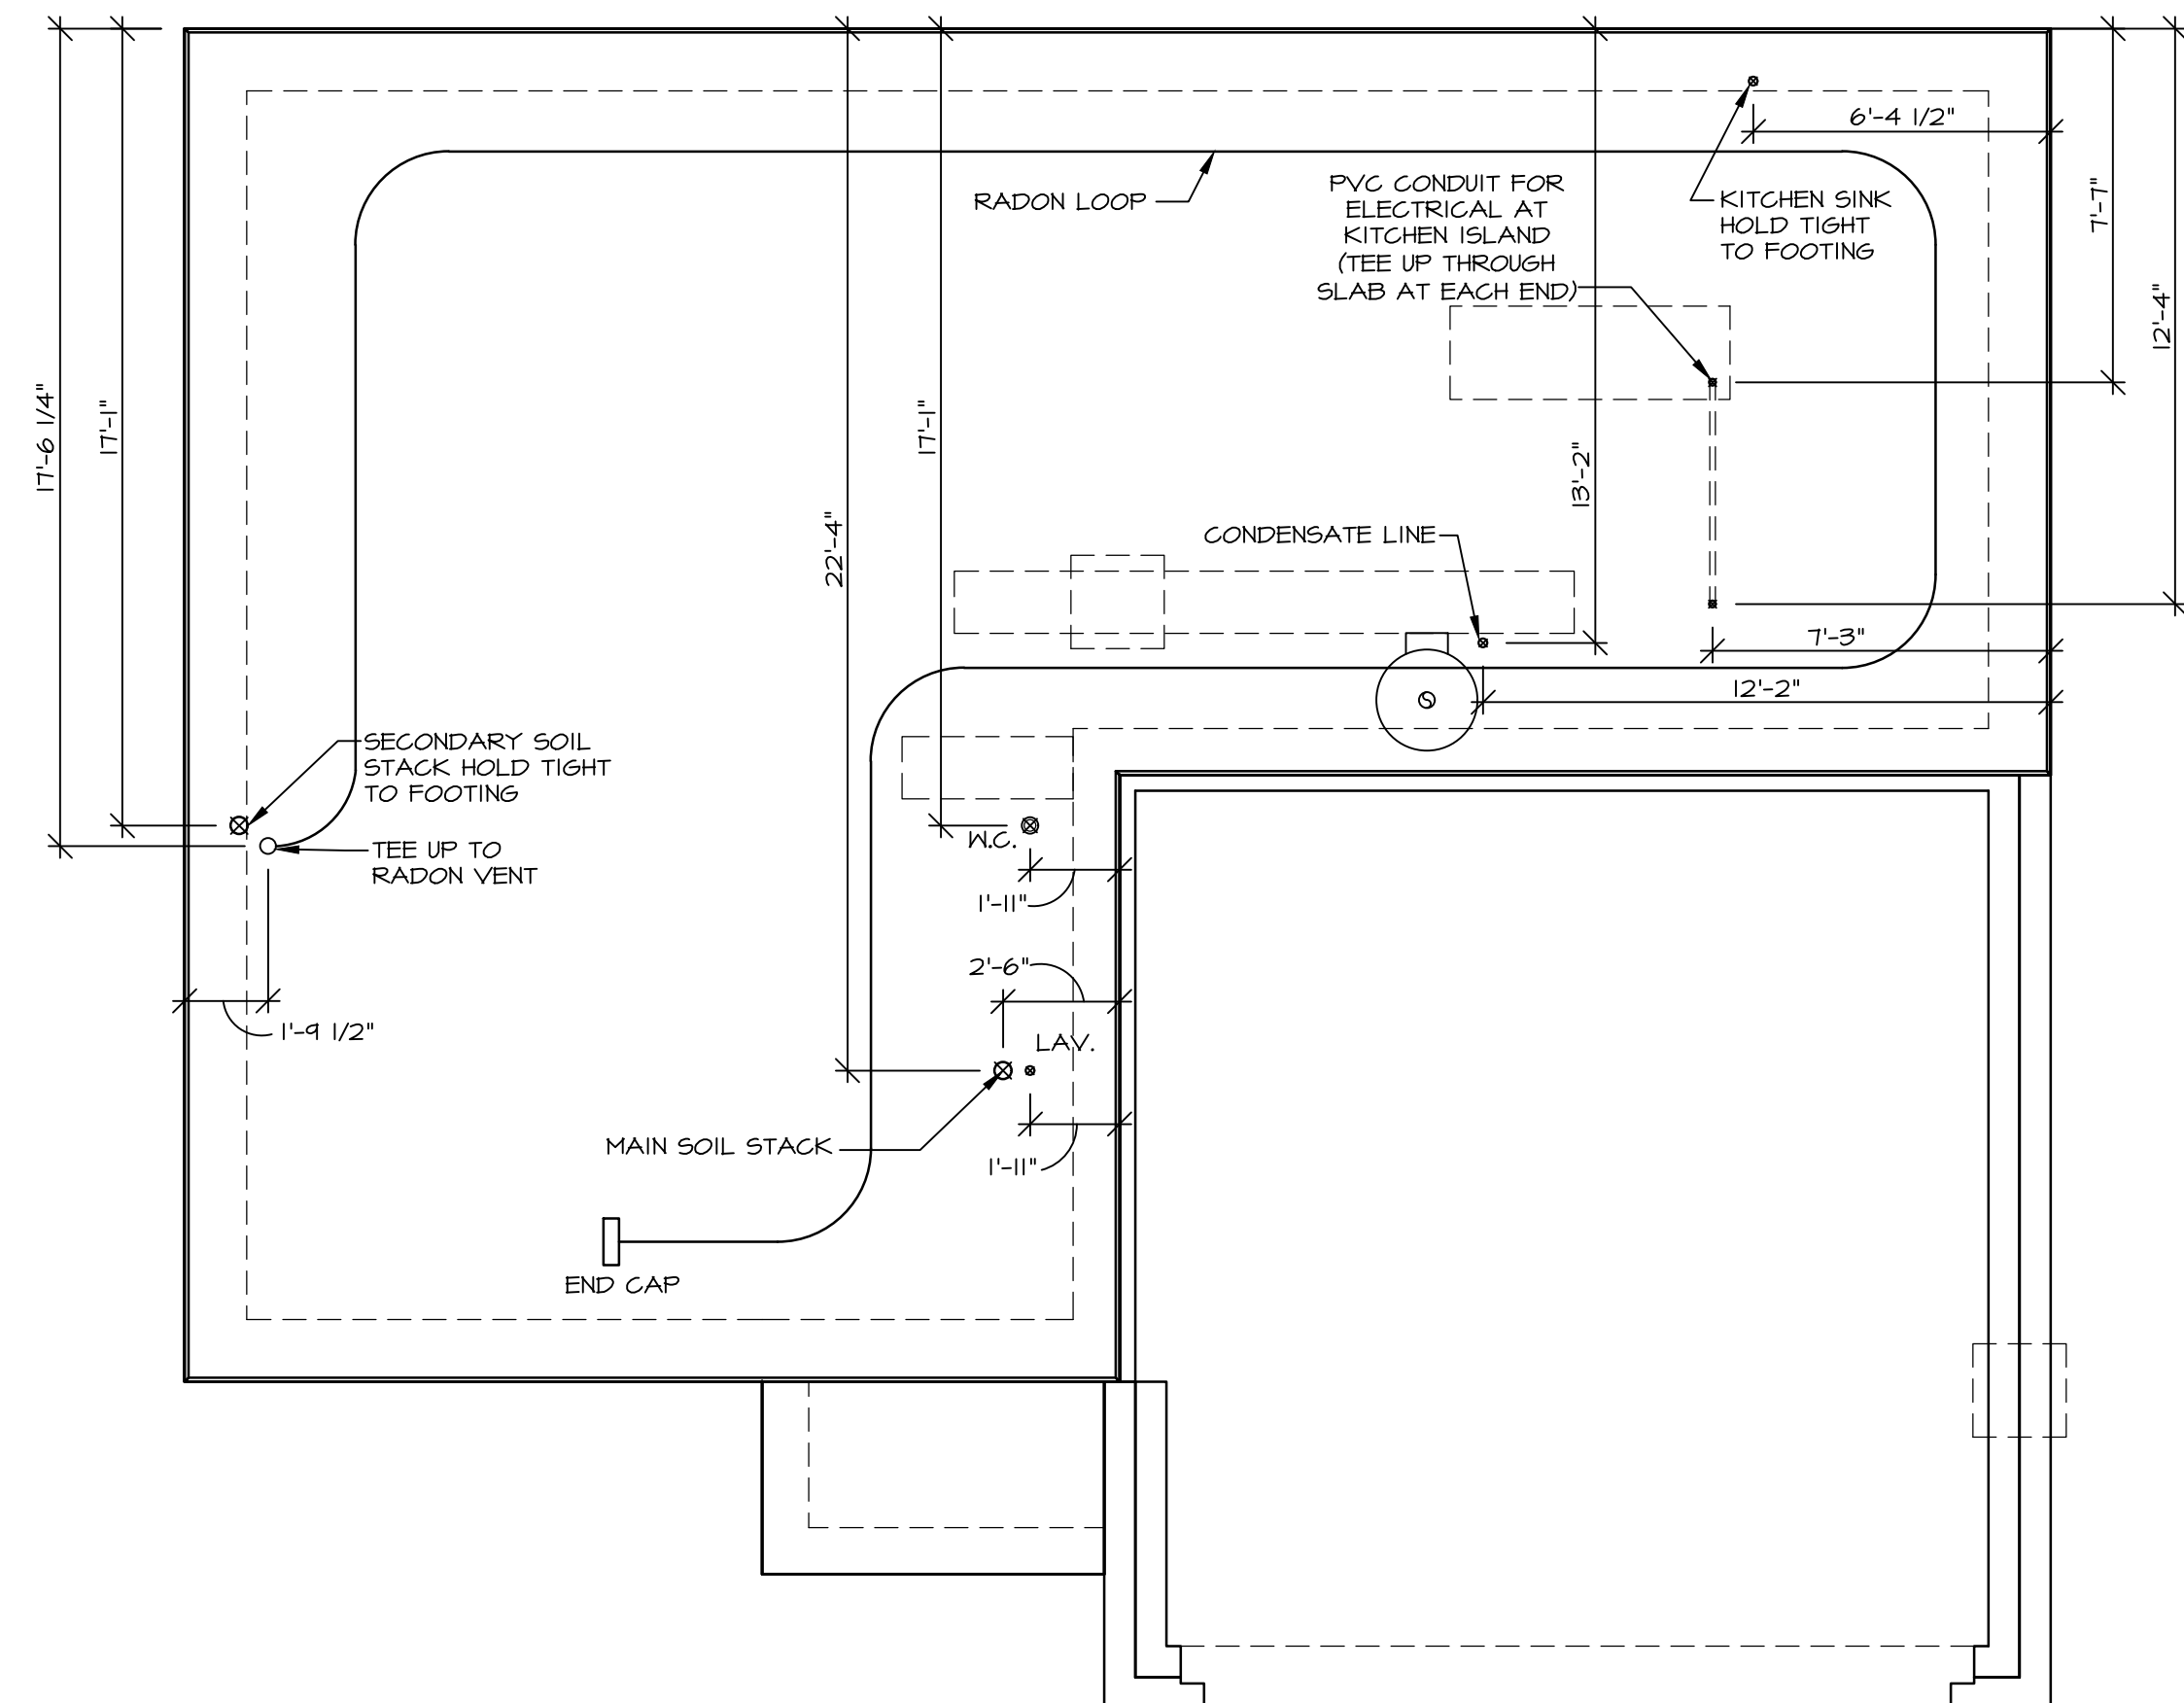 6'-4 1/2"
RADON LOOP
PVC CONDUIT FOR
ELECTRICAL AT
KITCHEN ISLAND
(TEE UP THROUGH
SLAB AT EACH END)
KITCHEN SINK
HOLD TIGHT
TO FOOTING
7'-7"
12'-4"
17'-6 1/4"
17'-1"
17'-1"
22'-4"
13'-2"
CONDENSATE LINE
7'-3"
12'-2"
SECONDARY SOIL
STACK HOLD TIGHT
TO FOOTING
TEE UP TO
RADON VENT
W.C.
1'-11"
2'-6"
1'-9 1/2"
LAV.
MAIN SOIL STACK
1'-11"
END CAP